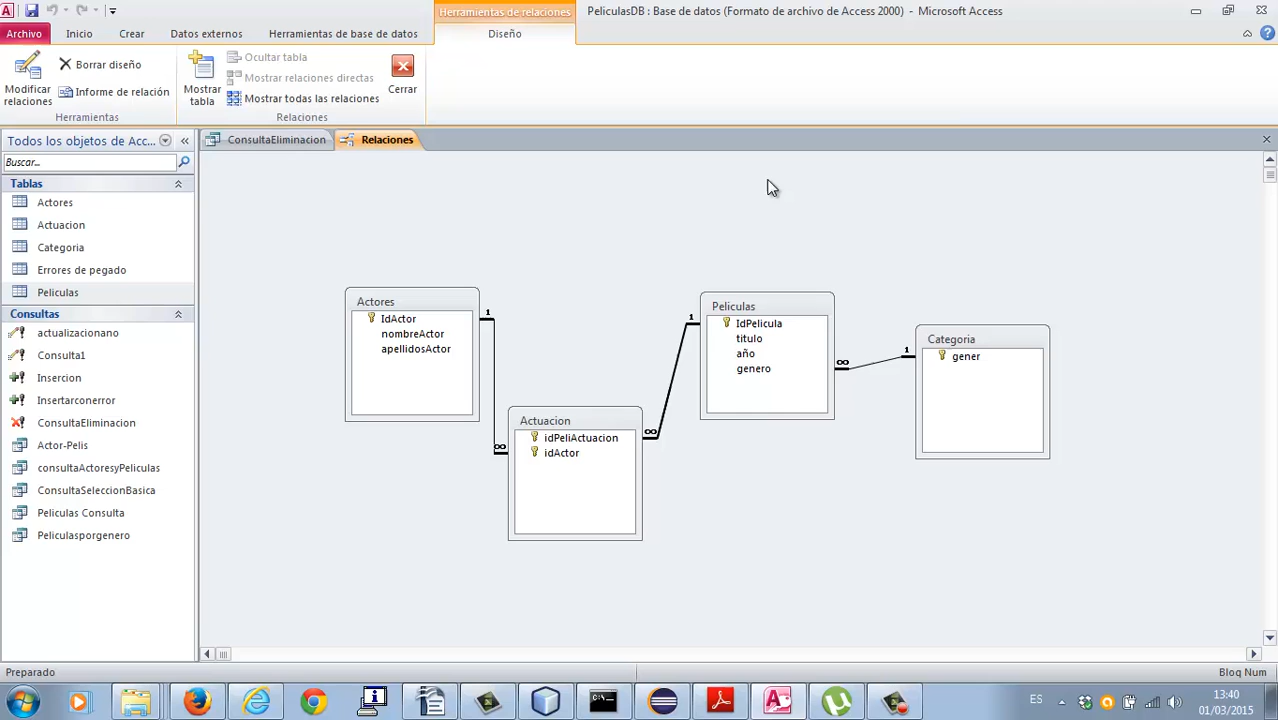 Herramientas de relaciones
PeliculasDB : Base de datos (Formato de archivo de Access 2000) - Microsoft Access
Archivo
Inicio
Crear
Datos externos
Herramientas de base de datos
Diseño
Modificar relaciones
Borrar diseño
Informe de relación
Herramientas
Mostrar tabla
Ocultar tabla
Mostrar relaciones directas
Mostrar todas las relaciones
Relaciones
Cerrar
Todos los objetos de Acc...
Buscar...
Tablas
Actores
Actuacion
Categoria
Errores de pegado
Peliculas
Consultas
actualizacionano
Consulta1
Insercion
Insertarconerror
ConsultaEliminacion
Actor-Pelis
consultaActoresyPeliculas
ConsultaSeleccionBasica
Peliculas Consulta
Peliculasporgenero
ConsultaEliminacion
Relaciones
Actores
IdActor
nombreActor
apellidosActor
1
∞
Actuacion
idPeliActuacion
idActor
∞
1
Peliculas
IdPelicula
titulo
año
genero
∞
1
Categoria
gener
Preparado
Bloq Num
ES
13:40
01/03/2015